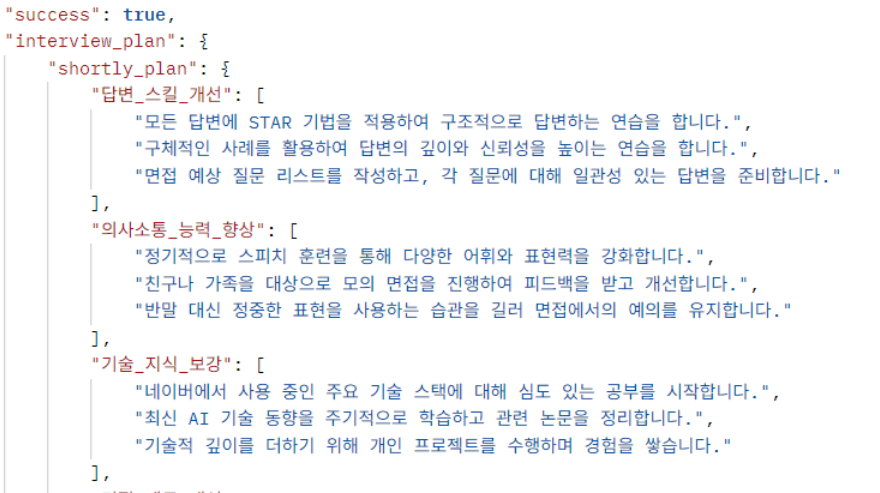 "success": true,
"interview_plan": {
"shortly_plan": {
"답변_스킬_개선": [
"모든 답변에 STAR 기법을 적용하여 구조적으로 답변하는 연습을 합니다.",
"구체적인 사례를 활용하여 답변의 깊이와 신뢰성을 높이는 연습을 합니다.",
"면접 예상 질문 리스트를 작성하고, 각 질문에 대해 일관성 있는 답변을 준비합니다."
],
"의사소통_능력_향상": [
"정기적으로 스피치 훈련을 통해 다양한 어휘와 표현력을 강화합니다.",
"친구나 가족을 대상으로 모의 면접을 진행하여 피드백을 받고 개선합니다.",
"반말 대신 정중한 표현을 사용하는 습관을 길러 면접에서의 예의를 유지합니다."
],
"기술_지식_보강": [
"네이버에서 사용 중인 주요 기술 스택에 대해 심도 있는 공부를 시작합니다.",
"최신 AI 기술 동향을 주기적으로 학습하고 관련 논문을 정리합니다.",
"기술적 깊이를 더하기 위해 개인 프로젝트를 수행하며 경험을 쌓습니다."
],